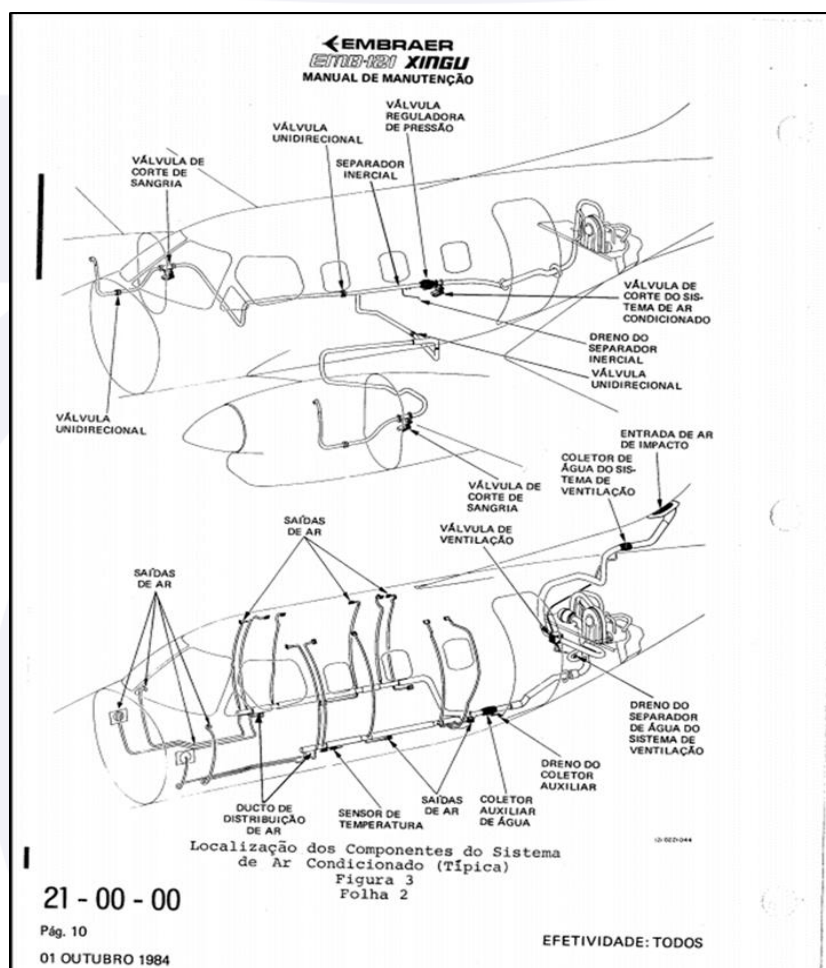 EMBRAER
EMB-121 XINGU
MANUAL DE MANUTENÇÃO
VÁLVULA
REGULADORA
DE PRESSÃO
VÁLVULA
UNIDIRECIONAL
VÁLVULA DE
CORTE DE
SANGRIA
SEPARADOR
INERCIAL
VÁLVULA DE
CORTE DO SIS-
TEMA DE AR
CONDICIONADO
DRENO DO
SEPARADOR
INERCIAL
VÁLVULA
UNIDIRECIONAL
VÁLVULA
UNIDIRECIONAL
ENTRADA DE AR
DE IMPACTO
COLETOR DE
ÁGUA DO SIS-
TEMA DE
VENTILAÇÃO
VÁLVULA DE
CORTE DE
SANGRIA
SAÍDAS
DE AR
VÁLVULA DE
VENTILAÇÃO
SAÍDAS
DE AR
DRENO DO
SEPARADOR
DE ÁGUA DO
SISTEMA DE
VENTILAÇÃO
DRENO DO
COLETOR
AUXILIAR
DUCTO DE
DISTRIBUIÇÃO
DE AR
SENSOR DE
TEMPERATURA
SAÍDAS
DE AR
COLETOR
AUXILIAR
DE ÁGUA
Localização dos Componentes do Sistema
de Ar Condicionado (Típica)
Figura 3
Folha 2
21 - 00 - 00
Pág. 10
01 OUTUBRO 1984
EFETIVIDADE: TODOS